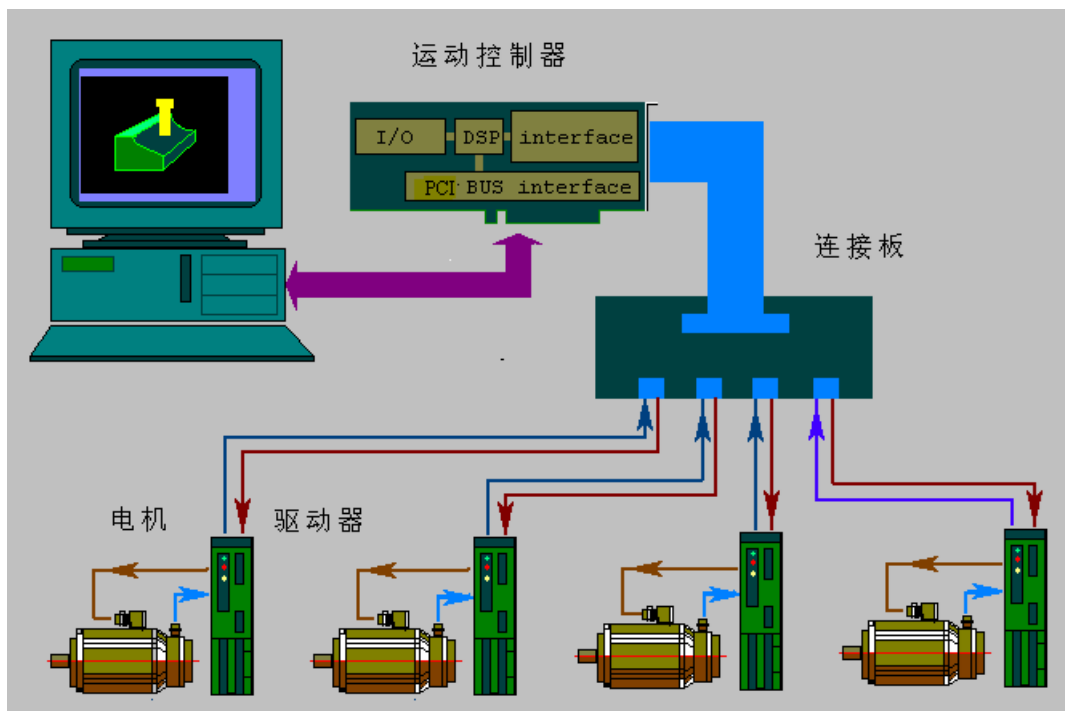 运动控制器
I/O
DSP
interface
PCI BUS interface
连接板
电机
驱动器